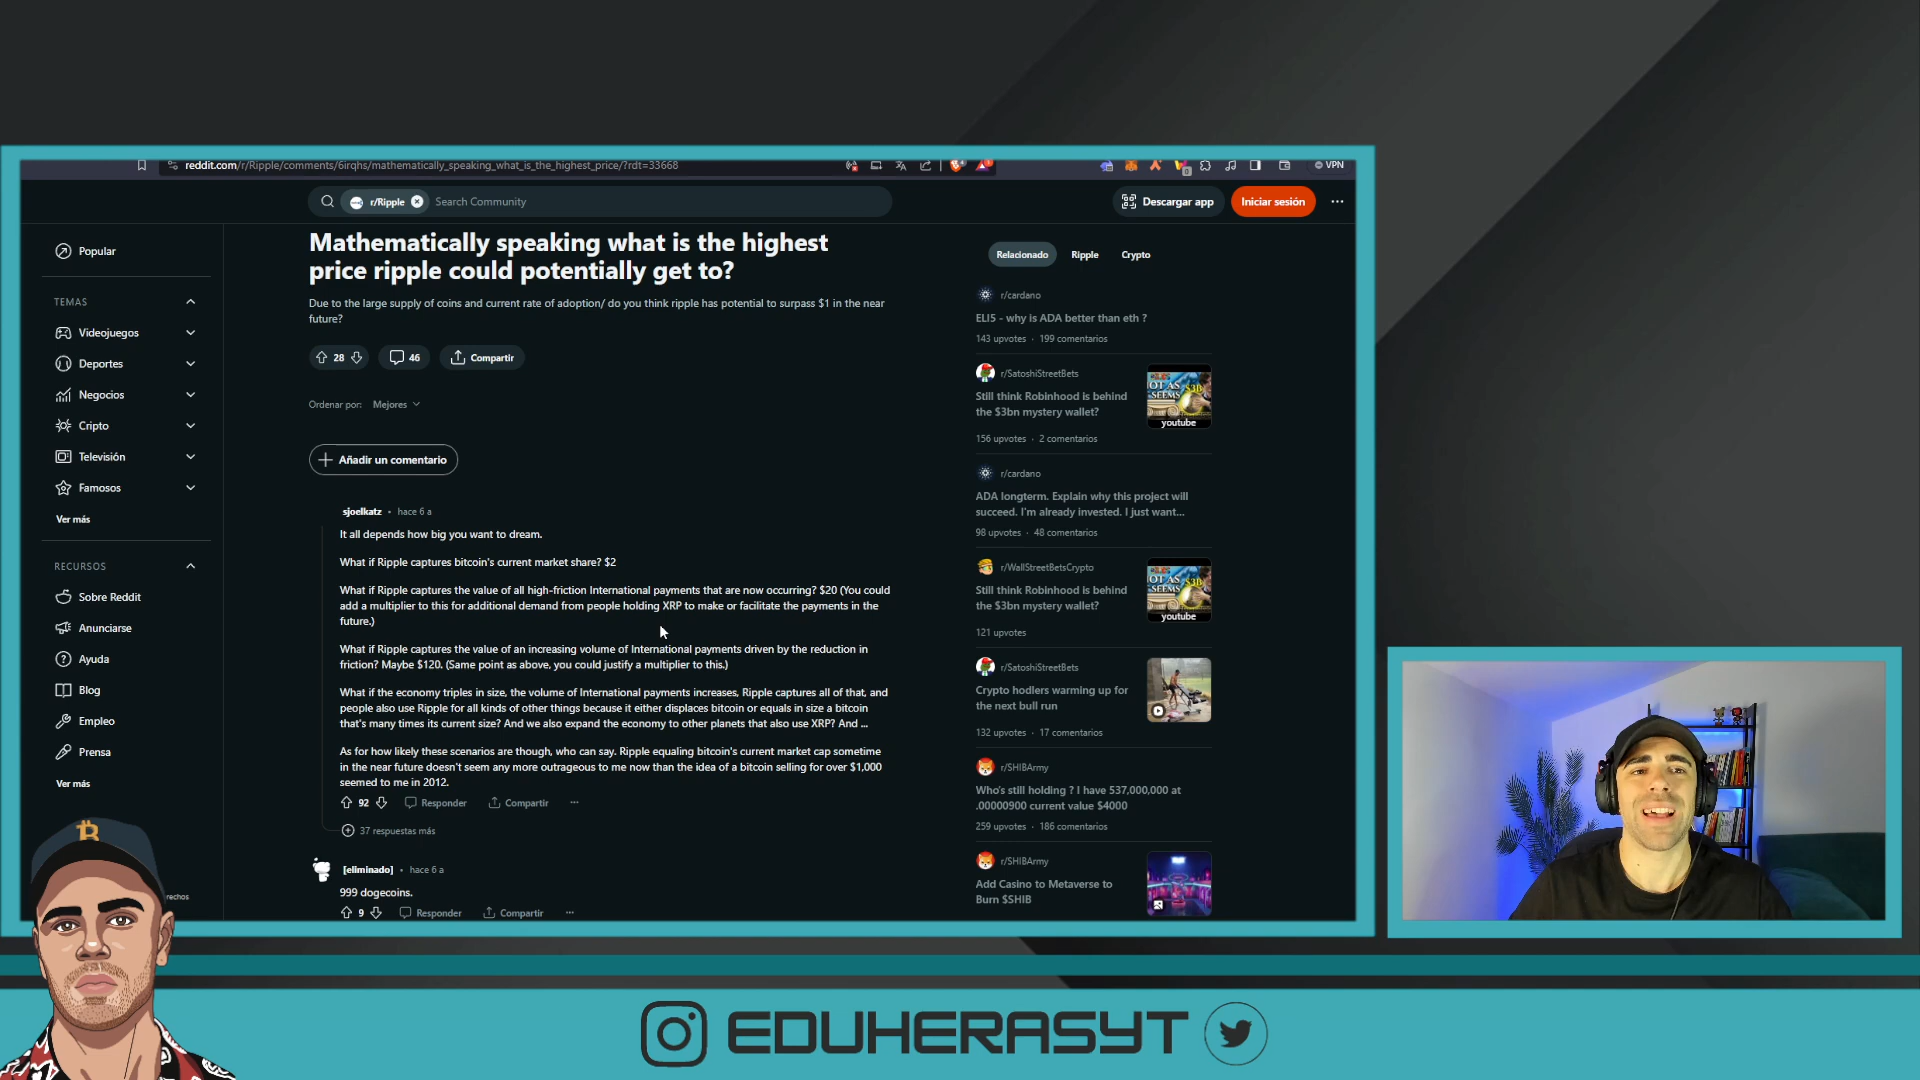 reddit.com/r/Ripple/comments/6irqhs/mathematically_speaking_what_is_the_highest_price/?rdt=33668
VPN
r/Ripple
Search Community
Descargar app
Iniciar sesión
Popular
TEMAS
Videojuegos
Deportes
Negocios
Cripto
Televisión
Famosos
Ver más
RECURSOS
Sobre Reddit
Anunciarse
Ayuda
Blog
Empleo
Prensa
Ver más
rechos
Mathematically speaking what is the highest
price ripple could potentially get to?
Due to the large supply of coins and current rate of adoption/ do you think ripple has potential to surpass $1 in the near
future?
28
46
Compartir
Ordenar por: Mejores
Añadir un comentario
sjoelkatz • hace 6 a
It all depends how big you want to dream.
What if Ripple captures bitcoin's current market share? $2
What if Ripple captures the value of all high-friction International payments that are now occurring? $20 (You could
add a multiplier to this for additional demand from people holding XRP to make or facilitate the payments in the
future.)
What if Ripple captures the value of an increasing volume of International payments driven by the reduction in
friction? Maybe $120. (Same point as above, you could justify a multiplier to this.)
What if the economy triples in size, the volume of International payments increases, Ripple captures all of that, and
people also use Ripple for all kinds of other things because it either displaces bitcoin or equals in size a bitcoin
that's many times its current size? And we also expand the economy to other planets that also use XRP? And ...
As for how likely these scenarios are though, who can say. Ripple equaling bitcoin's current market cap sometime
in the near future doesn't seem any more outrageous to me now than the idea of a bitcoin selling for over $1,000
seemed to me in 2012.
92 Responder Compartir ...
37 respuestas más
[eliminado] • hace 6 a
999 dogecoins.
9 Responder Compartir ...
Relacionado
Ripple
Crypto
r/cardano
ELI5 - why is ADA better than eth ?
143 upvotes · 199 comentarios
r/SatoshiStreetBets
Still think Robinhood is behind
the $3bn mystery wallet?
156 upvotes · 2 comentarios
OT AS $3B
SEEMS
youtube
r/cardano
ADA longterm. Explain why this project will
succeed. I'm already invested. I just want...
98 upvotes · 48 comentarios
r/WallStreetBetsCrypto
Still think Robinhood is behind
the $3bn mystery wallet?
121 upvotes
OT AS $3B
SEEMS
youtube
r/SatoshiStreetBets
Crypto hodlers warming up for
the next bull run
132 upvotes · 17 comentarios
r/SHIBArmy
Who's still holding ? I have 537,000,000 at
.00000900 current value $4000
259 upvotes · 186 comentarios
r/SHIBArmy
Add Casino to Metaverse to
Burn $SHIB
EDUHERASYT